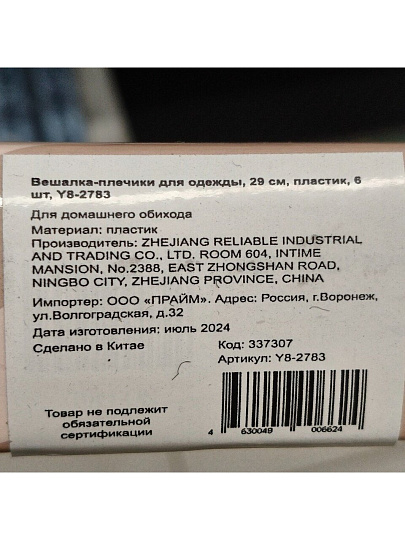 Вешалка-плечики для одежды, 29 см, пластик, 6
шт, Y8-2783
Для домашнего обихода
Материал: пластик
Производитель: ZHEJIANG RELIABLE INDUSTRIAL
AND TRADING CO., LTD. ROOM 604, INTIME
MANSION, No.2388, EAST ZHONGSHAN ROAD,
NINGBO CITY, ZHEJIANG PROVINCE, CHINA
Импортер: ООО «ПРАЙМ». Адрес: Россия, г.Воронеж,
ул.Волгоградская, д.32
Дата изготовления: июль 2024
Сделано в Китае
Код: 337307
Артикул: Y8-2783
Товар не подлежит
обязательной
сертификации
4 630049 006624